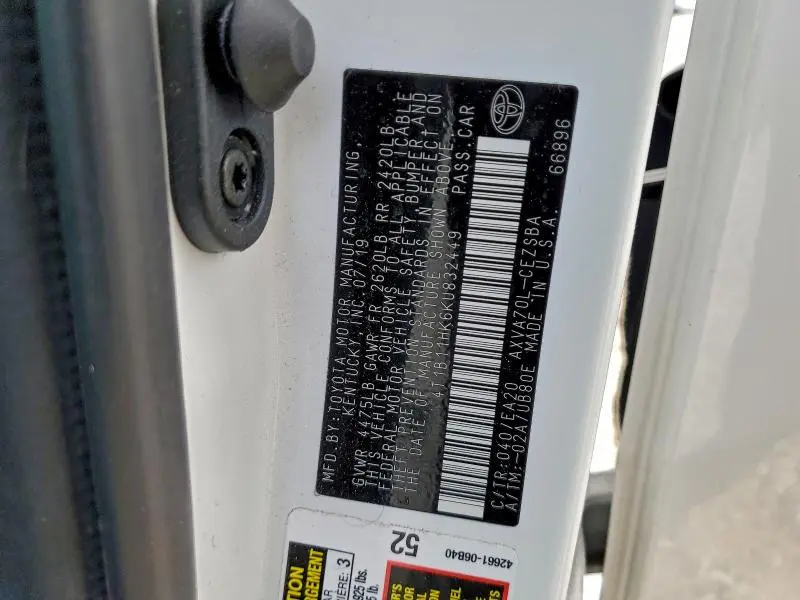 MFD. BY: TOYOTA MOTOR MANUFACTURING,
KENTUCKY, INC. 07/19
GVWR 4475LB GAWR FR 2620LB RR 2420LB
THIS VEHICLE CONFORMS TO ALL APPLICABLE
FEDERAL MOTOR VEHICLE SAFETY, BUMPER, AND
THEFT PREVENTION STANDARDS IN EFFECT ON
THE DATE OF MANUFACTURE SHOWN ABOVE.
4T1B11HK6KU832449 PASS.CAR
C/TR: 040/EA20 AXVA70L-CEZSBA
A/TM: -02A/UB80E MADE IN U.S.A. 66896
52
42661-06B40
3
925 lbs.